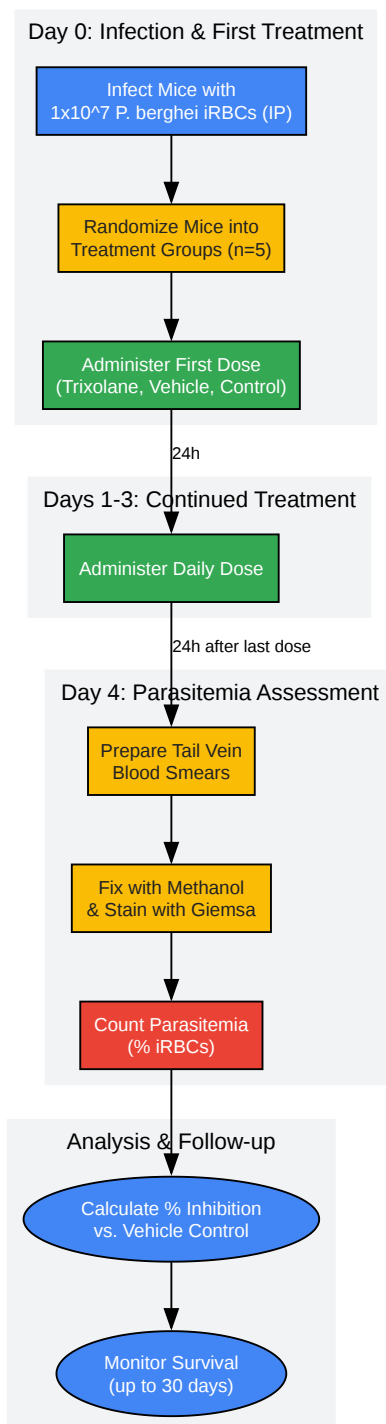 Day 0: Infection & First Treatment
Infect Mice with
1x10^7 P. berghei iRBCs (IP)
Randomize Mice into
Treatment Groups (n=5)
Administer First Dose
(Trixolane, Vehicle, Control)
24h
Days 1-3: Continued Treatment
Administer Daily Dose
24h after last dose
Day 4: Parasitemia Assessment
Prepare Tail Vein
Blood Smears
Fix with Methanol
& Stain with Giemsa
Count Parasitemia
(% iRBCs)
Analysis & Follow-up
Calculate % Inhibition
vs. Vehicle Control
Monitor Survival
(up to 30 days)